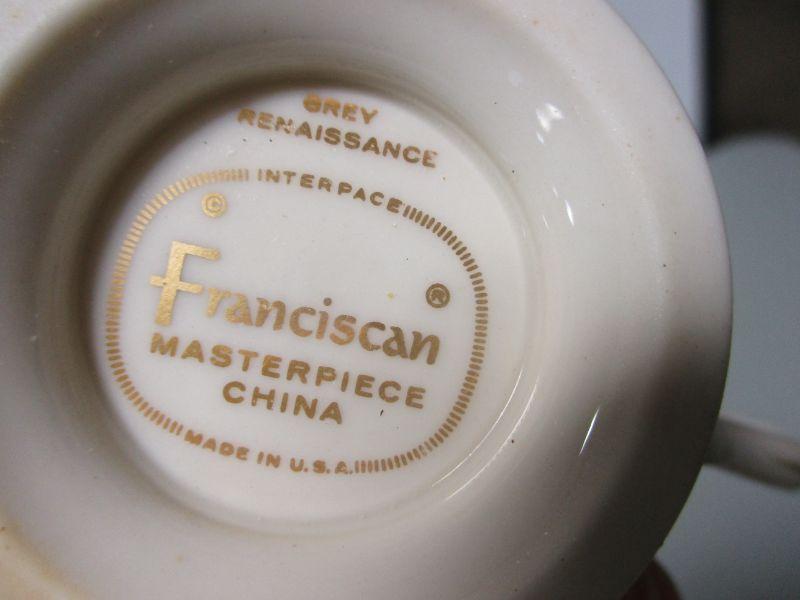 GREY
RENAISSANCE
INTERPACE
©
®
Franciscan
MASTERPIECE
CHINA
MADE IN U.S.A.